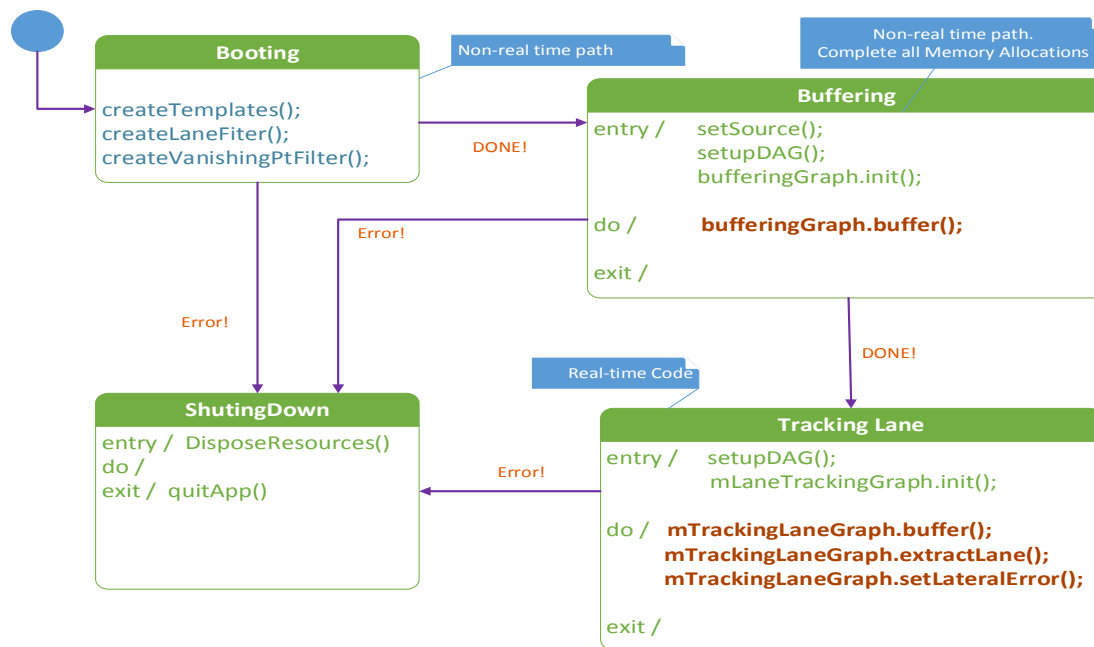 Booting
createTemplates();
createLaneFiter();
createVanishingPtFilter();
Non-real time path
Non-real time path.
Complete all Memory Allocations
DONE!
Buffering
entry / setSource();
setupDAG();
bufferingGraph.init();
do / bufferingGraph.buffer();
exit /
Error!
Error!
DONE!
Real-time Code
ShutingDown
entry / DisposeResources()
do /
exit / quitApp()
Error!
Tracking Lane
entry / setupDAG();
mLaneTrackingGraph.init();
do / mTrackingLaneGraph.buffer();
mTrackingLaneGraph.extractLane();
mTrackingLaneGraph.setLateralError();
exit /